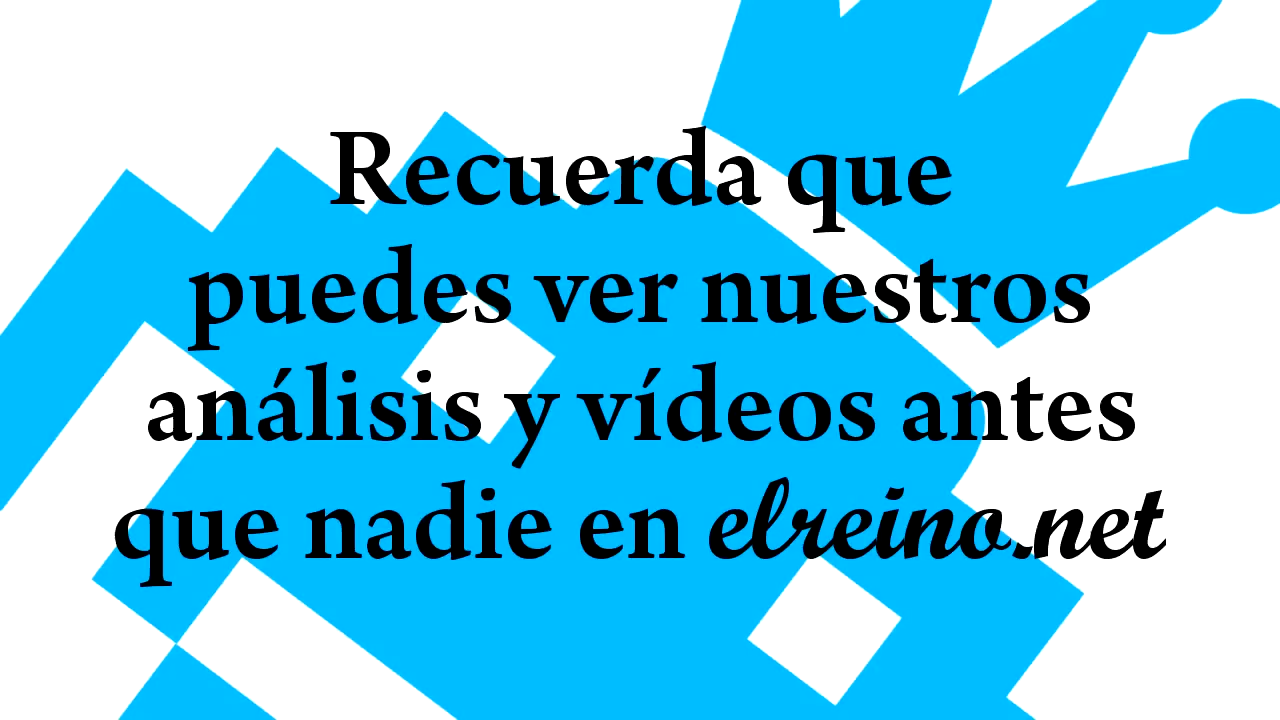 Recuerda que
puedes ver nuestros
análisis y vídeos antes
que nadie en elreino.net